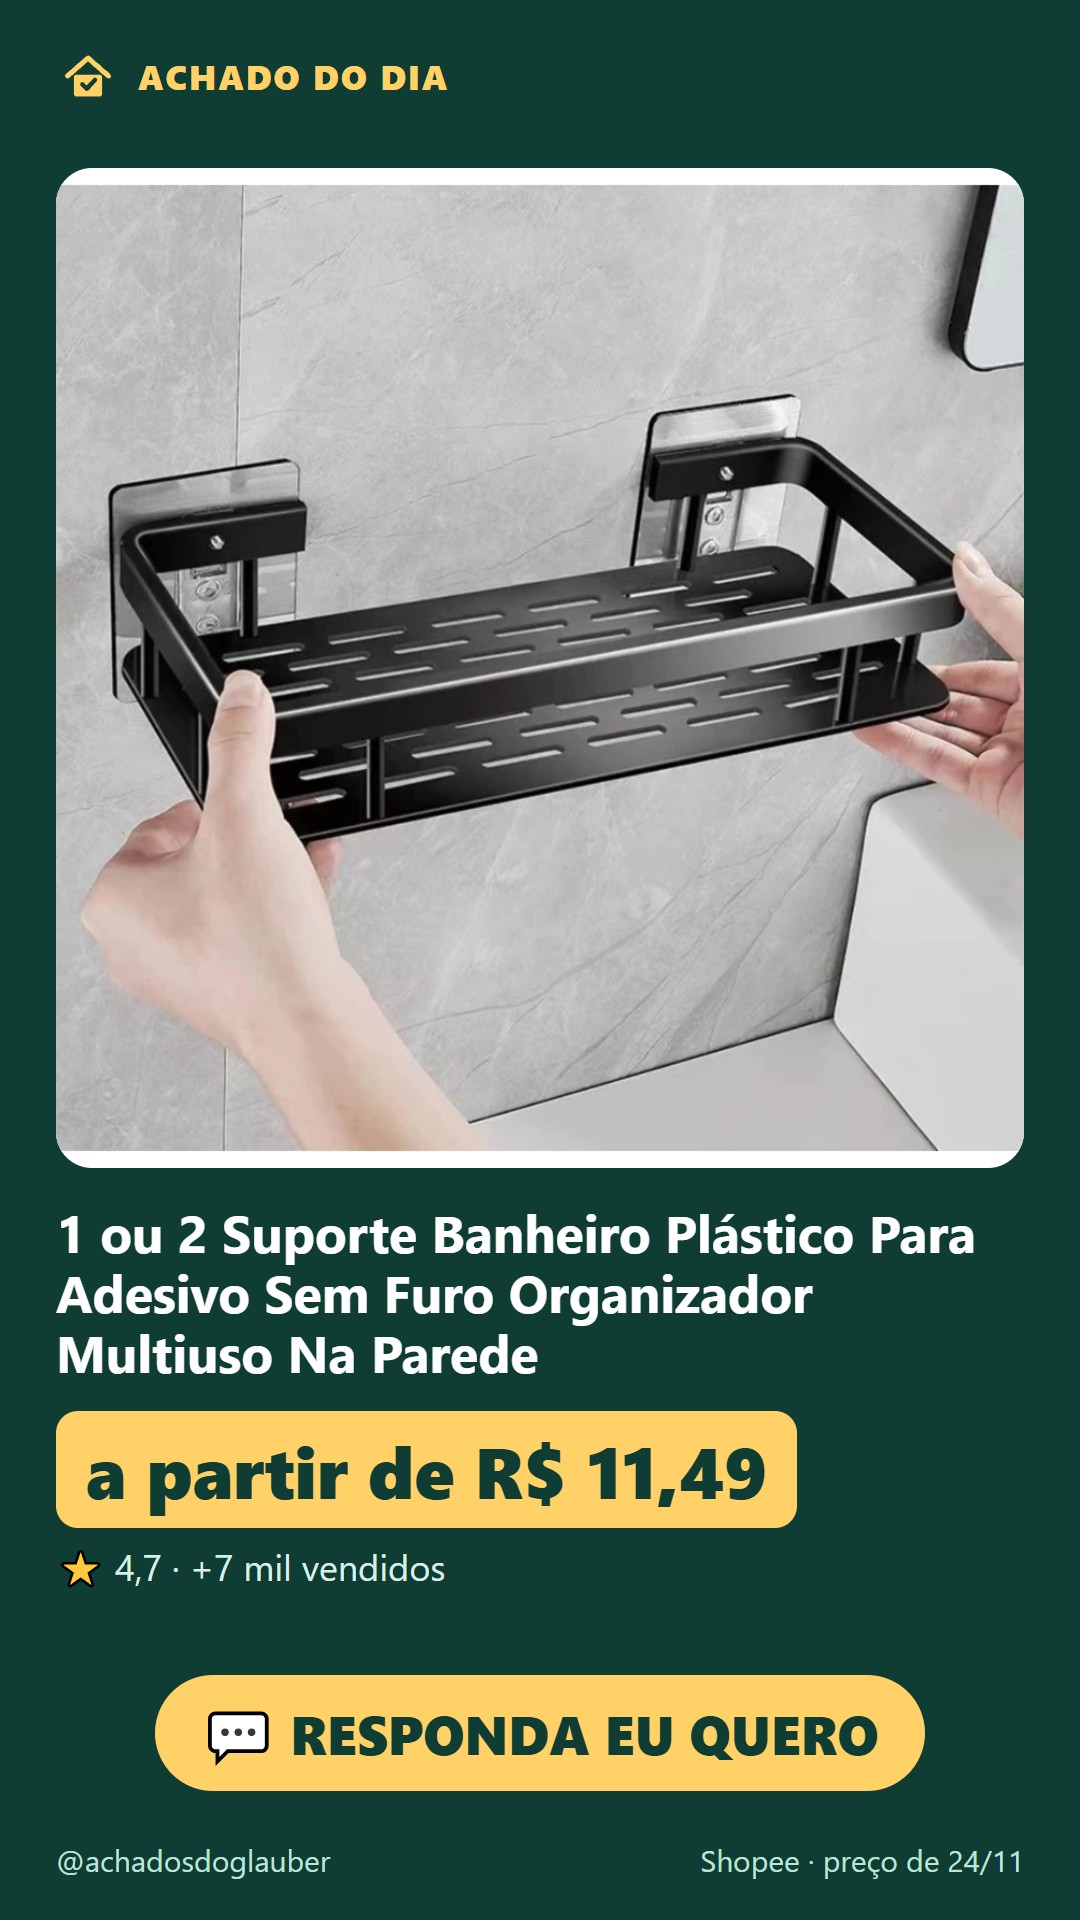 ACHADO DO DIA
1 ou 2 Suporte Banheiro Plástico Para
Adesivo Sem Furo Organizador
Multiuso Na Parede
a partir de R$ 11,49
4,7 · +7 mil vendidos
RESPONDA EU QUERO
@achadosdoglauber
Shopee · preço de 24/11